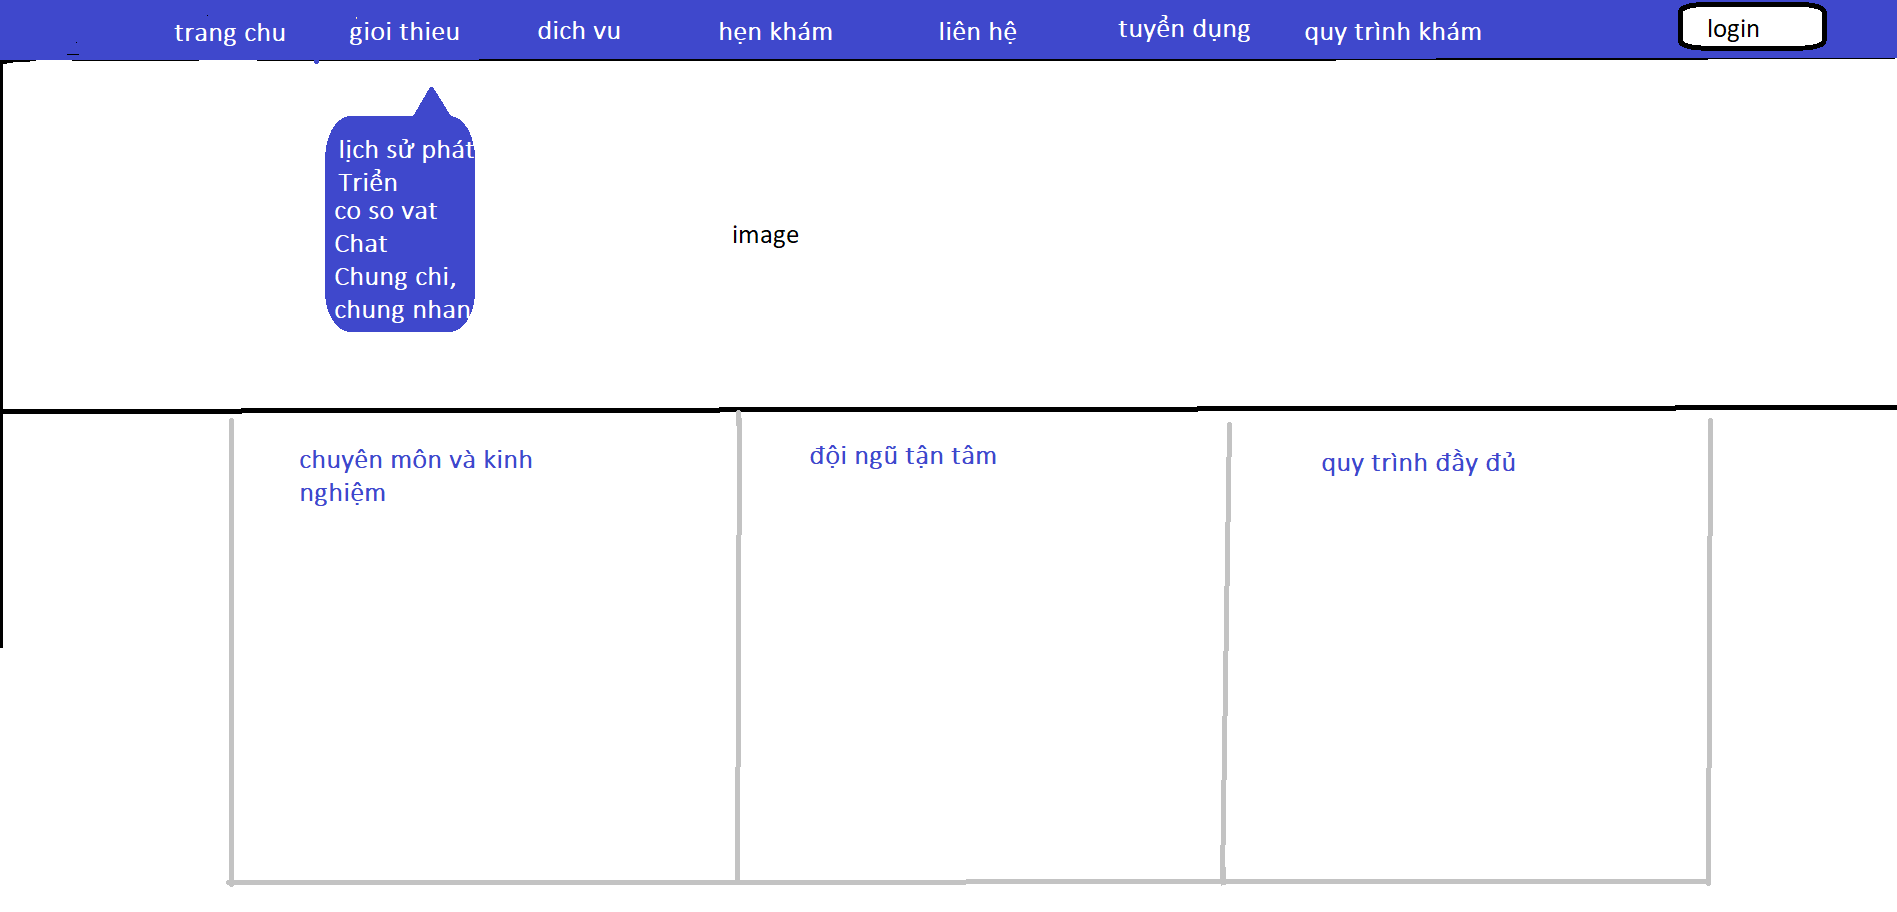 trang chu gioi thieu dich vu hẹn khám liên hệ tuyển dụng quy trình khám login
lịch sử phát
Triển
co so vat
Chat
Chung chi,
chung nhan
image
chuyên môn và kinh
nghiệm
đội ngũ tận tâm
quy trình đầy đủ